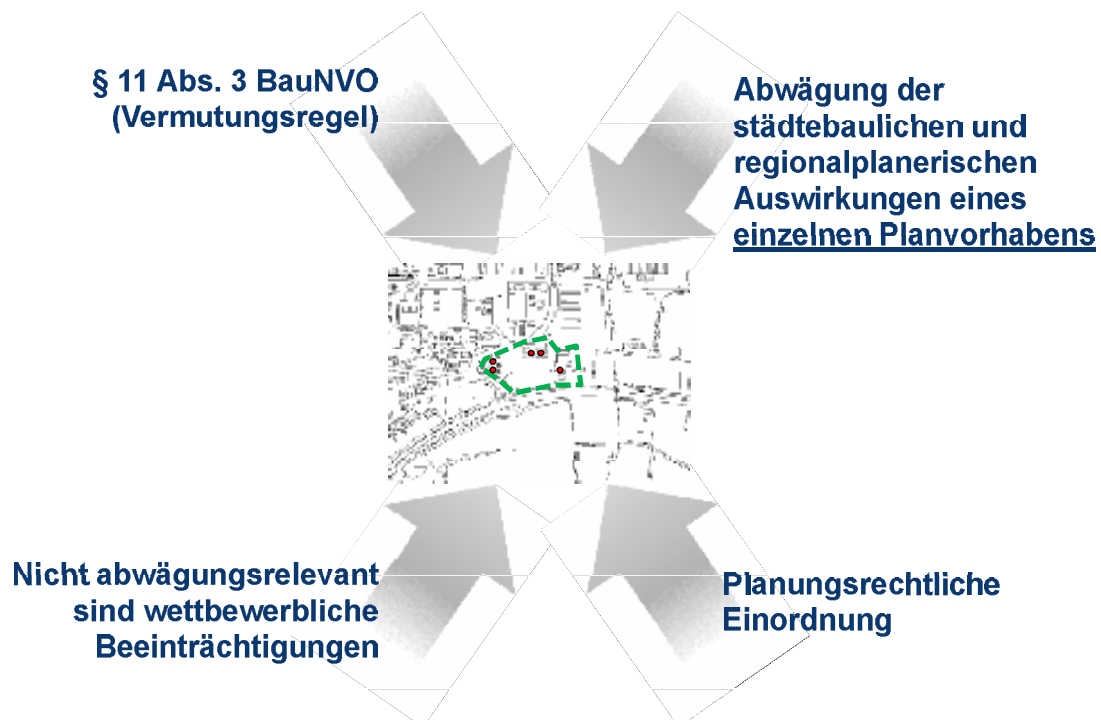 § 11 Abs. 3 BauNVO
(Vermutungsregel)
Abwägung der
städtebaulichen und
regionalplanerischen
Auswirkungen eines
einzelnen Planvorhabens
Nicht abwägungsrelevant
sind wettbewerbliche
Beeinträchtigungen
Planungsrechtliche
Einordnung